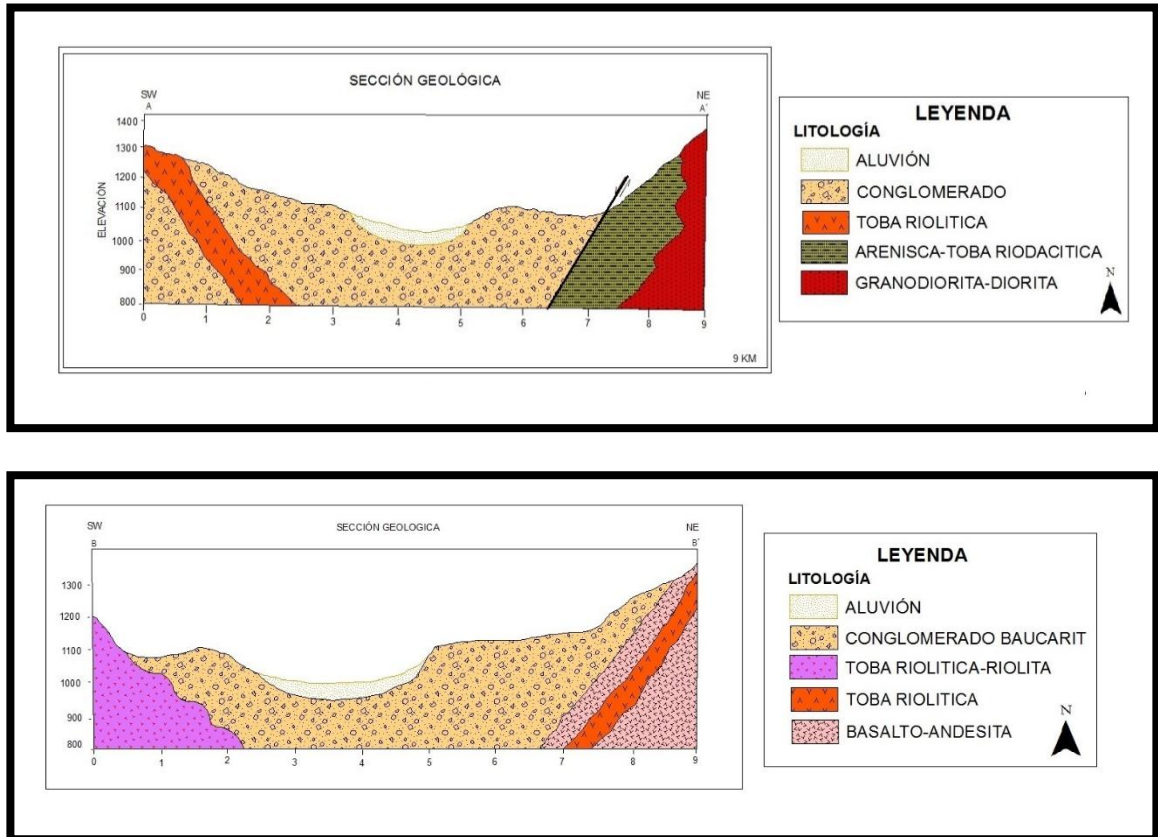 SECCIÓN GEOLÓGICA
SW
A
NE
A´
1400
1300
1200
1100
1000
900
800
ELEVACIÓN
0 1 2 3 4 5 6 7 8 9
9 KM
LEYENDA
LITOLOGÍA
ALUVIÓN
CONGLOMERADO
TOBA RIOLITICA
ARENISCA-TOBA RIODACITICA
GRANODIORITA-DIORITA
N
SECCIÓN GEOLOGICA
SW
B
NE
B´
1300
1200
1100
1000
900
800
0 1 2 3 4 5 6 7 8 9
LEYENDA
LITOLOGÍA
ALUVIÓN
CONGLOMERADO BAUCARIT
TOBA RIOLITICA-RIOLITA
TOBA RIOLITICA
BASALTO-ANDESITA
N